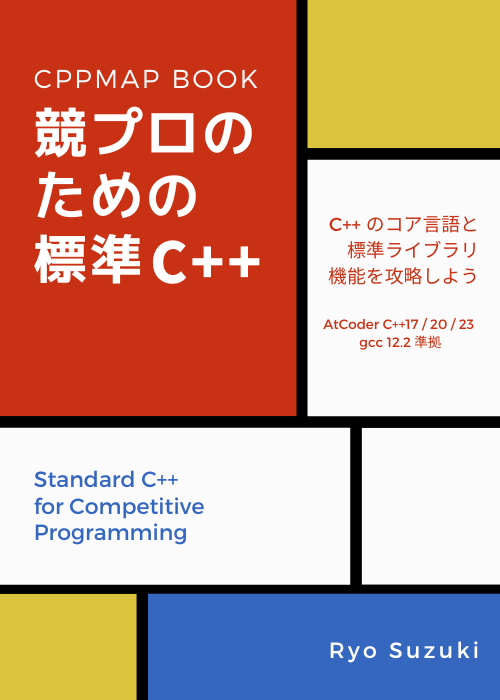 CPPMAP BOOK
競プロの
ための
標準C++
C++ のコア言語と
標準ライブラリ
機能を攻略しよう
AtCoder C++17 / 20 / 23
gcc 12.2 準拠
Standard C++
for Competitive
Programming
Ryo Suzuki